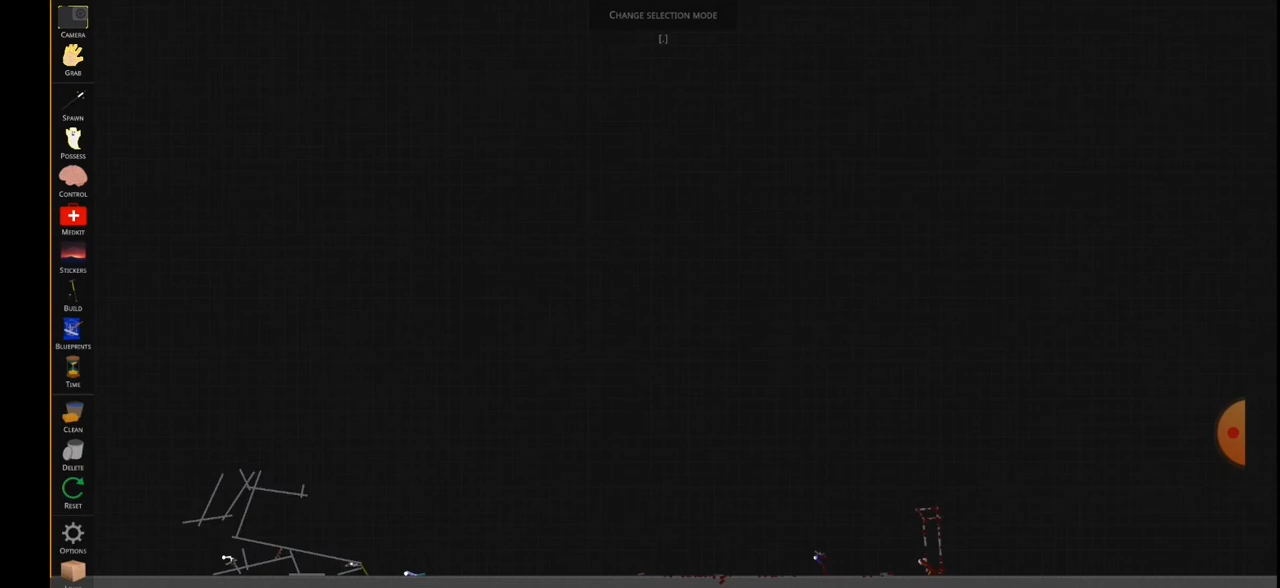 CHANGE SELECTION MODE
[.]
CAMERA
GRAB
SPAWN
POSSESS
CONTROL
MEDKIT
STICKERS
BUILD
BLUEPRINTS
TIME
CLEAN
DELETE
RESET
OPTIONS